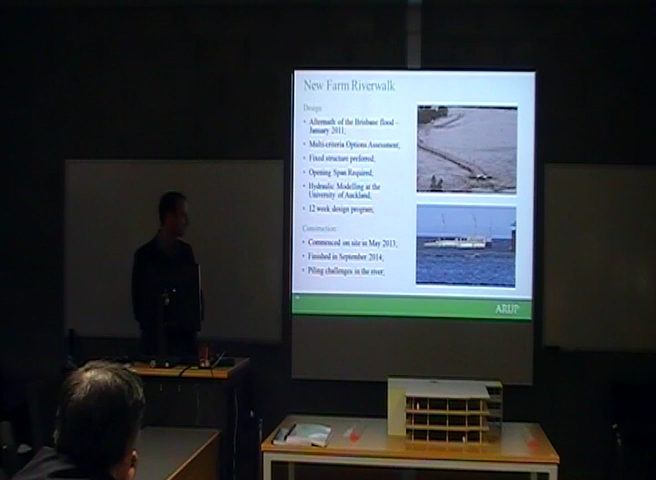 New Farm Riverwalk
Design:
• Aftermath of the Brisbane flood –
January 2011;
• Multi-criteria Options Assessment;
• Fixed structure preferred;
• Opening Span Required;
• Hydraulic Modelling at the
University of Auckland;
• 12 week design program;
Construction:
• Commenced on site in May 2013;
• Finished in September 2014;
• Piling challenges in the river;
ARUP